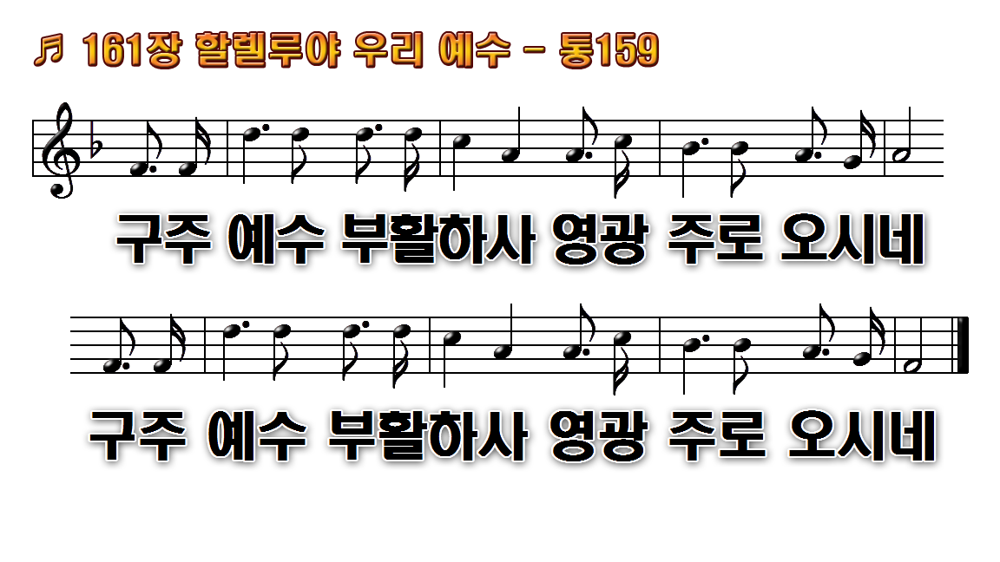 ♬ 161장 할렐루야 우리 예수 - 통159
구주 예수 부활하사 영광 주로 오시네
구주 예수 부활하사 영광 주로 오시네